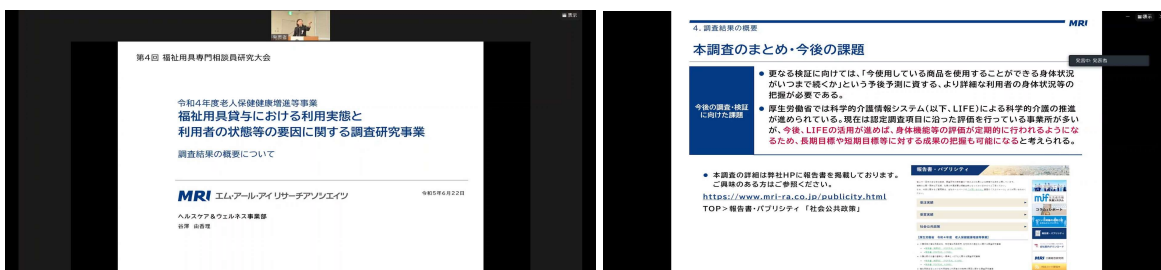 第4回 福祉用具専門相談員研究大会
令和4年度老人保健健康増進等事業
福祉用具貸与における利用実態と
利用者の状態等の要因に関する調査研究事業
調査結果の概要について
MRI エム・アール・アイ リサーチアソシエイツ
令和5年6月22日
ヘルスケア&ウェルネス事業部
谷澤 由香理
4. 調査結果の概要
MRI
本調査のまとめ・今後の課題
今後の調査・検証
に向けた課題
● 更なる検証に向けては、「今使用している商品を使用することができる身体状況
がいつまで続くか」という予後予測に資する、より詳細な利用者の身体状況等の
把握が必要である。
● 厚生労働省では科学的介護情報システム(以下、LIFE)による科学的介護の推進
が進められている。現在は認定調査項目に沿った評価を行っている事業所が多い
が、今後、LIFEの活用が進めば、身体機能等の評価が定期的に行われるようにな
るため、長期目標や短期目標等に対する成果の把握も可能になると考えられる。
● 本調査の詳細は弊社HPに報告書を掲載しております。
ご興味のある方はご参照ください。
https://www.mri-ra.co.jp/publicity.html
TOP>報告書・パブリシティ 「社会公共政策」
報告書・パブリシティ
社会公共政策
MRI